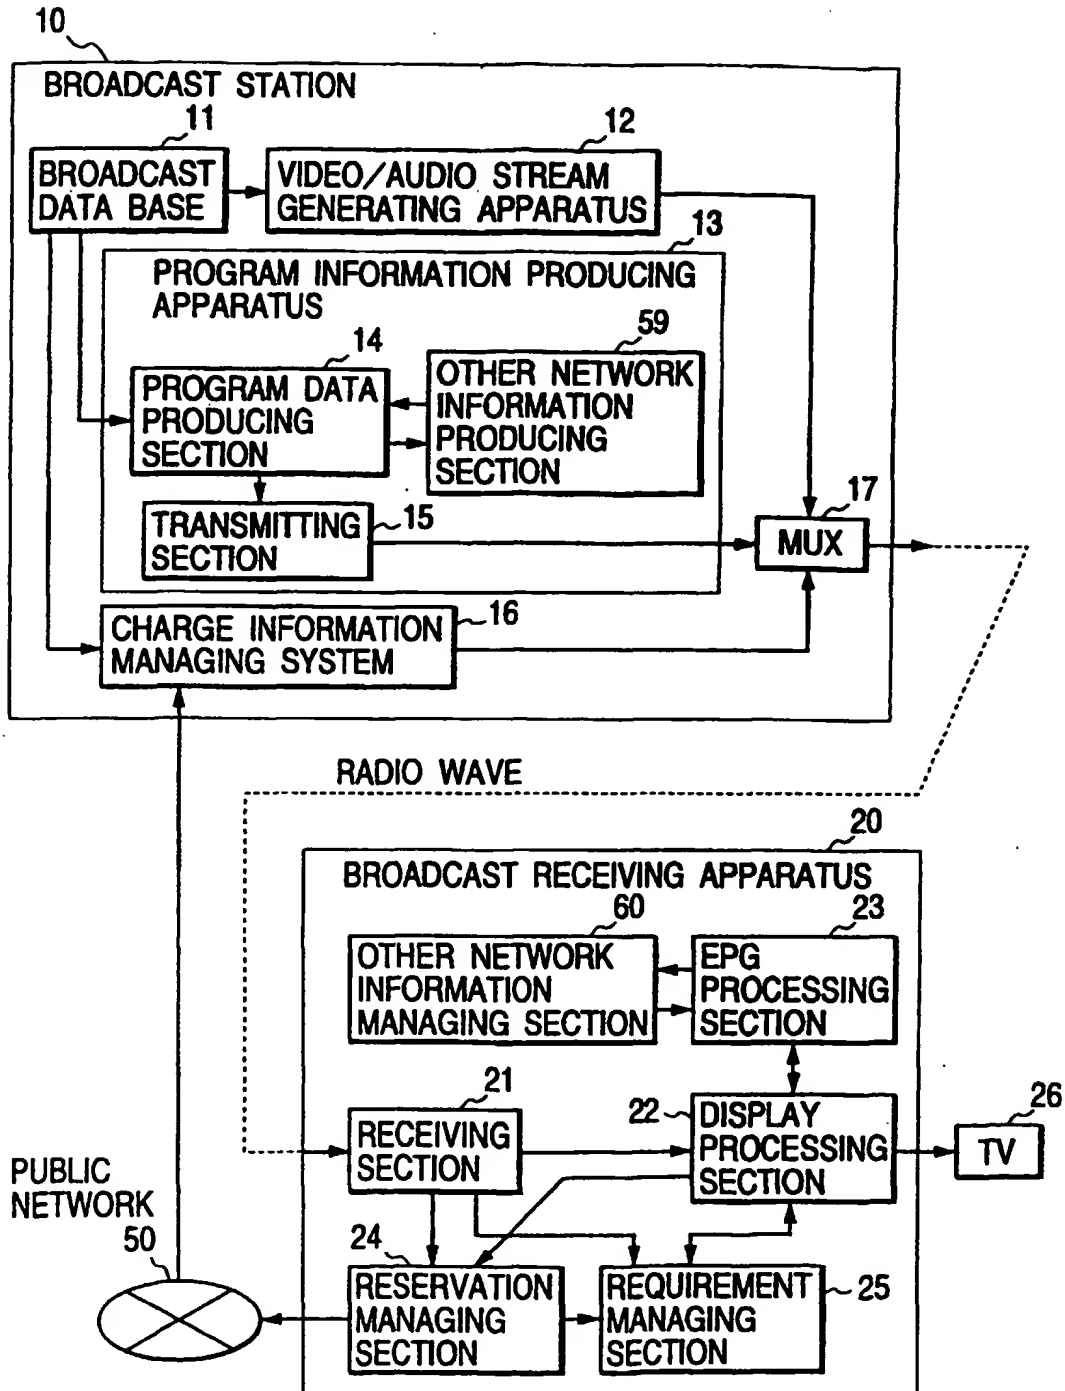 10
BROADCAST STATION
11
12
BROADCAST
DATA BASE
VIDEO/AUDIO STREAM
GENERATING APPARATUS
13
PROGRAM INFORMATION PRODUCING
APPARATUS
14
59
PROGRAM DATA
PRODUCING
SECTION
OTHER NETWORK
INFORMATION
PRODUCING
SECTION
17
MUX
TRANSMITTING
SECTION
15
CHARGE INFORMATION
MANAGING SYSTEM
16
RADIO WAVE
20
BROADCAST RECEIVING APPARATUS
60
23
OTHER NETWORK
INFORMATION
MANAGING SECTION
EPG
PROCESSING
SECTION
21
22
26
RECEIVING
SECTION
DISPLAY
PROCESSING
SECTION
TV
PUBLIC
NETWORK
50
24
RESERVATION
MANAGING
SECTION
REQUIREMENT
MANAGING
SECTION
25